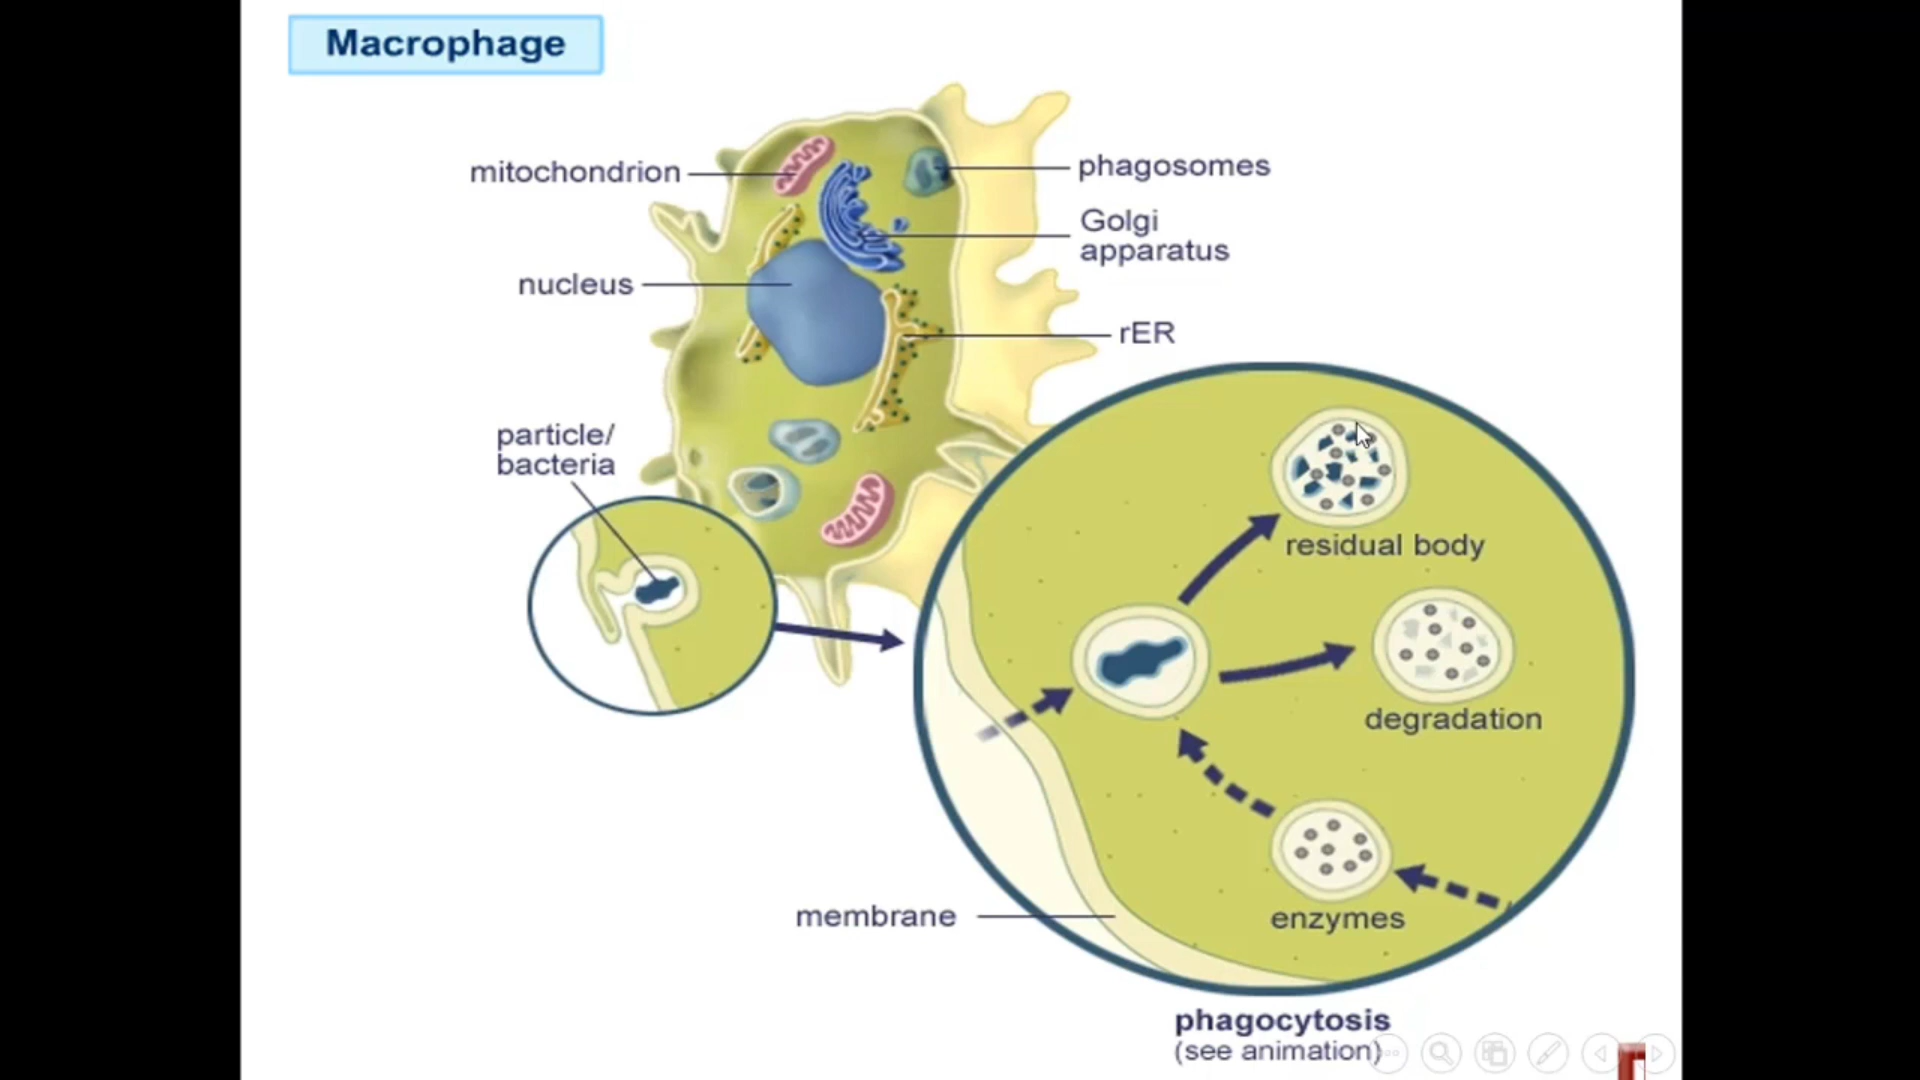 Macrophage
mitochondrion
phagosomes
Golgi
apparatus
nucleus
rER
particle/
bacteria
residual body
degradation
enzymes
membrane
phagocytosis
(see animation)